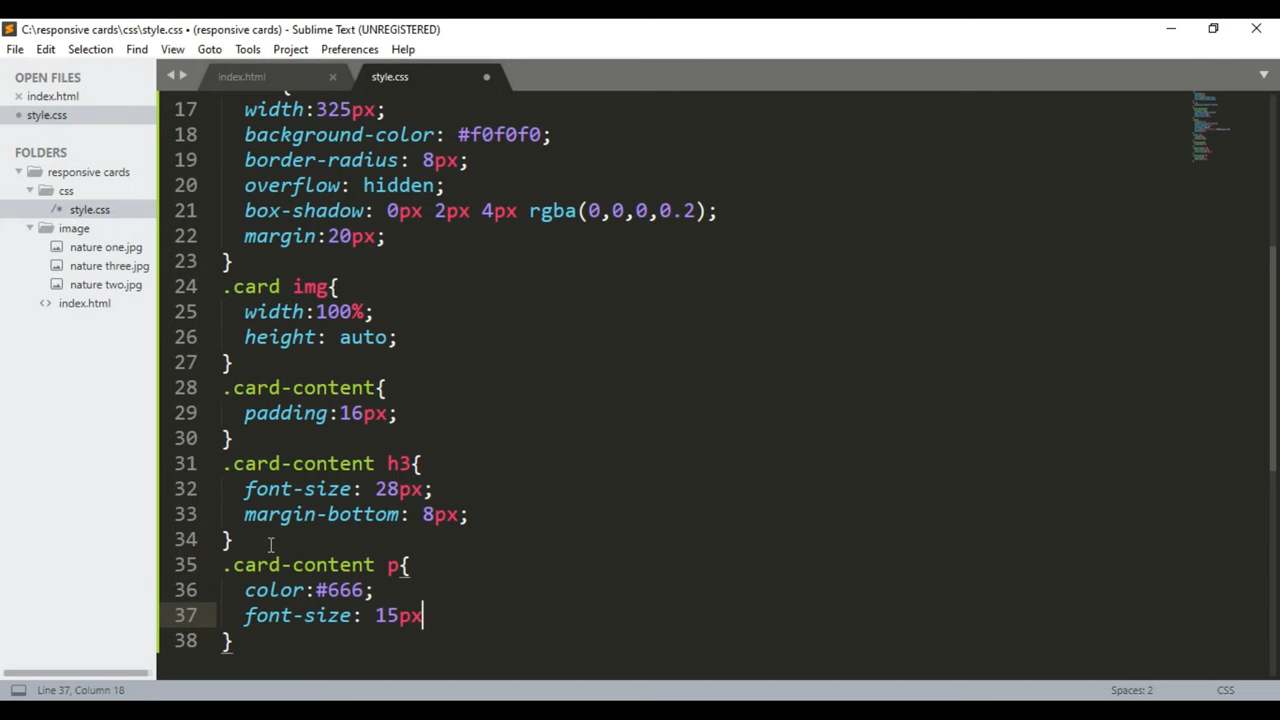 C:\responsive cards\css\style.css • (responsive cards) - Sublime Text (UNREGISTERED)
File Edit Selection View Goto Tools Project Preferences Help
OPEN FILES
index.html
style.css
FOLDERS
responsive cards
css
/* style.css
image
nature one.jpg
nature three.jpg
nature two.jpg
<> index.html
index.html
style.css
17 width:325px;
18 background-color: #f0f0f0;
19 border-radius: 8px;
20 overflow: hidden;
21 box-shadow: 0px 2px 4px rgba(0,0,0,0.2);
22 margin:20px;
23 }
24 .card img{
25 width:100%;
26 height: auto;
27 }
28 .card-content{
29 padding:16px;
30 }
31 .card-content h3{
32 font-size: 28px;
33 margin-bottom: 8px;
34 }
35 .card-content p{
36 color:#666;
37 font-size: 15px
38 }
Line 37, Column 18
Spaces: 2
CSS